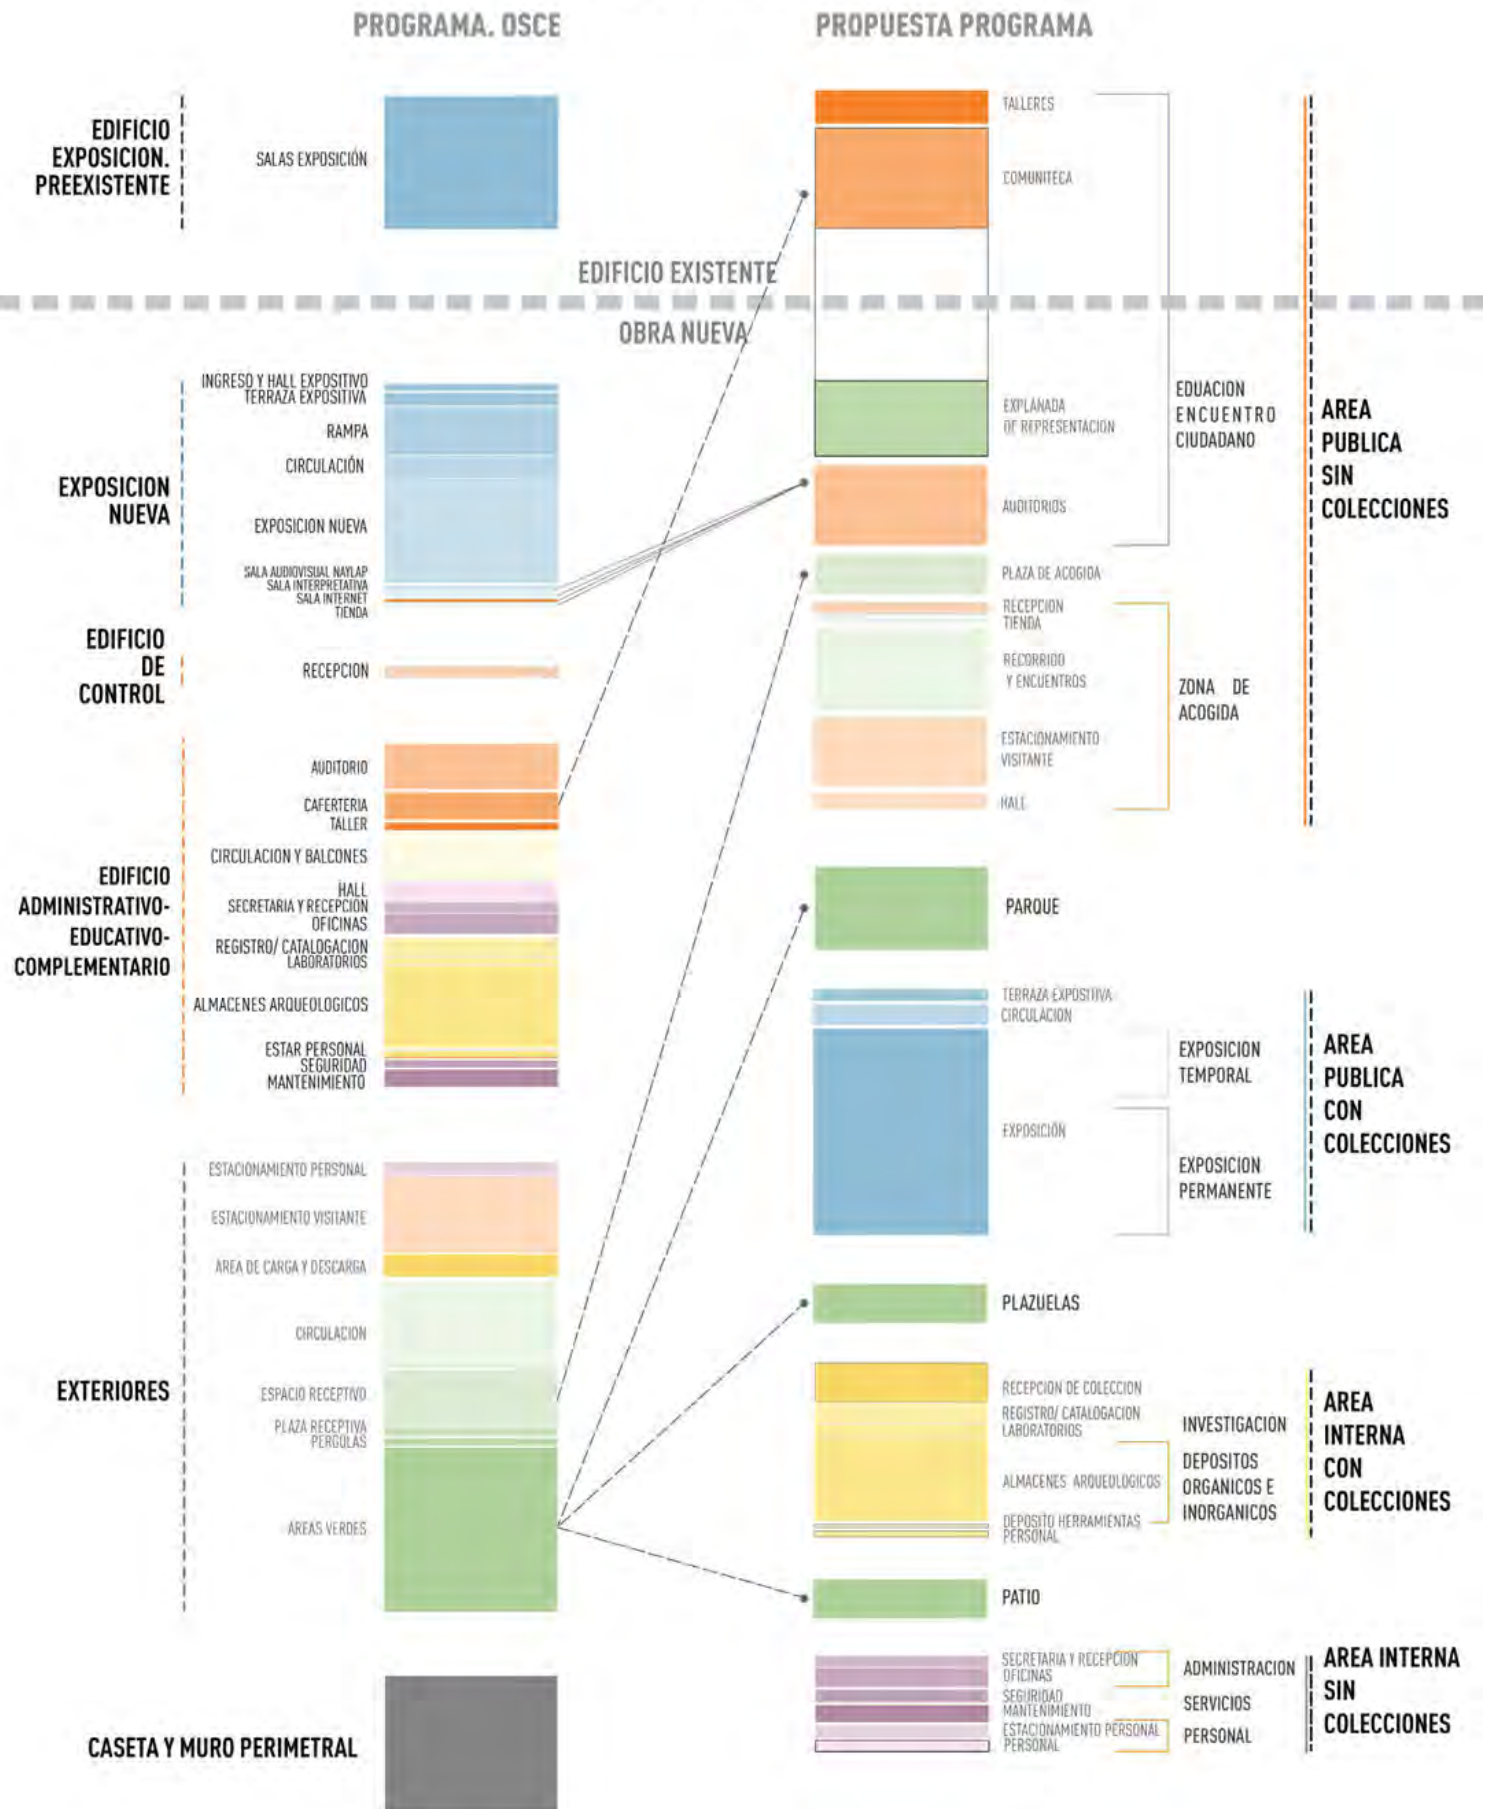 PROGRAMA. OSCE
EDIFICIO
EXPOSICION.
PREEXISTENTE
SALAS EXPOSICIÓN
EDIFICIO EXISTENTE
OBRA NUEVA
EXPOSICION
NUEVA
INGRESO Y HALL EXPOSITIVO
TERRAZA EXPOSITIVA
RAMPA
CIRCULACIÓN
EXPOSICION NUEVA
SALA AUDIOVISUAL NAYLAP
SALA INTERPRETATIVA
SALA INTERNET
TIENDA
EDIFICIO
DE
CONTROL
RECEPCION
EDIFICIO
ADMINISTRATIVO-
EDUCATIVO-
COMPLEMENTARIO
AUDITORIO
CAFERTERIA
TALLER
CIRCULACION Y BALCONES
HALL
SECRETARIA Y RECEPCIÓN
OFICINAS
REGISTRO/ CATALOGACION
LABORATORIOS
ALMACENES ARQUEOLOGICOS
ESTAR PERSONAL
SEGURIDAD
MANTENIMIENTO
EXTERIORES
ESTACIONAMIENTO PERSONAL
ESTACIONAMIENTO VISITANTE
AREA DE CARGA Y DESCARGA
CIRCULACION
ESPACIO RECEPTIVO
PLAZA RECEPTIVA
PERGOLAS
AREAS VERDES
CASETA Y MURO PERIMETRAL
PROPUESTA PROGRAMA
TALLERES
COMUNITECA
EXPLANADA
DE REPRESENTACION
AUDITORIOS
EDUACION
ENCUENTRO
CIUDADANO
PLAZA DE ACOGIDA
RECEPCION
TIENDA
RECORRIDO
Y ENCUENTROS
ESTACIONAMIENTO
VISITANTE
HALL
ZONA DE
ACOGIDA
AREA
PUBLICA
SIN
COLECCIONES
PARQUE
TERRAZA EXPOSITIVA
CIRCULACION
EXPOSICIÓN
EXPOSICION
TEMPORAL
EXPOSICION
PERMANENTE
AREA
PUBLICA
CON
COLECCIONES
PLAZUELAS
RECEPCION DE COLECCION
REGISTRO/ CATALOGACION
LABORATORIOS
ALMACENES ARQUEOLOGICOS
DEPOSITO HERRAMIENTAS
PERSONAL
INVESTIGACIÓN
DEPOSITOS
ORGANICOS E
INORGANICOS
AREA
INTERNA
CON
COLECCIONES
PATIO
SECRETARIA Y RECEPCION
OFICINAS
SEGURIDAD
MANTENIMIENTO
ESTACIONAMIENTO PERSONAL
PERSONAL
ADMINISTRACION
SERVICIOS
PERSONAL
AREA INTERNA
SIN
COLECCIONES